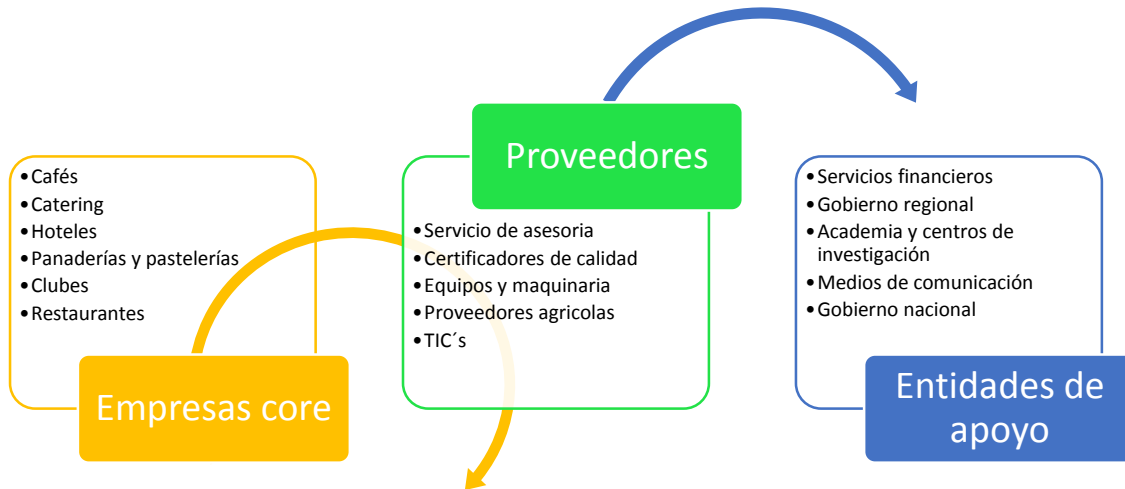 •Cafés
•Catering
•Hoteles
•Panaderías y pastelerías
•Clubes
•Restaurantes
Empresas core
Proveedores
•Servicio de asesoria
•Certificadores de calidad
•Equipos y maquinaria
•Proveedores agricolas
•TIC´s
•Servicios financieros
•Gobierno regional
•Academia y centros de
investigación
•Medios de comunicación
•Gobierno nacional
Entidades de
apoyo